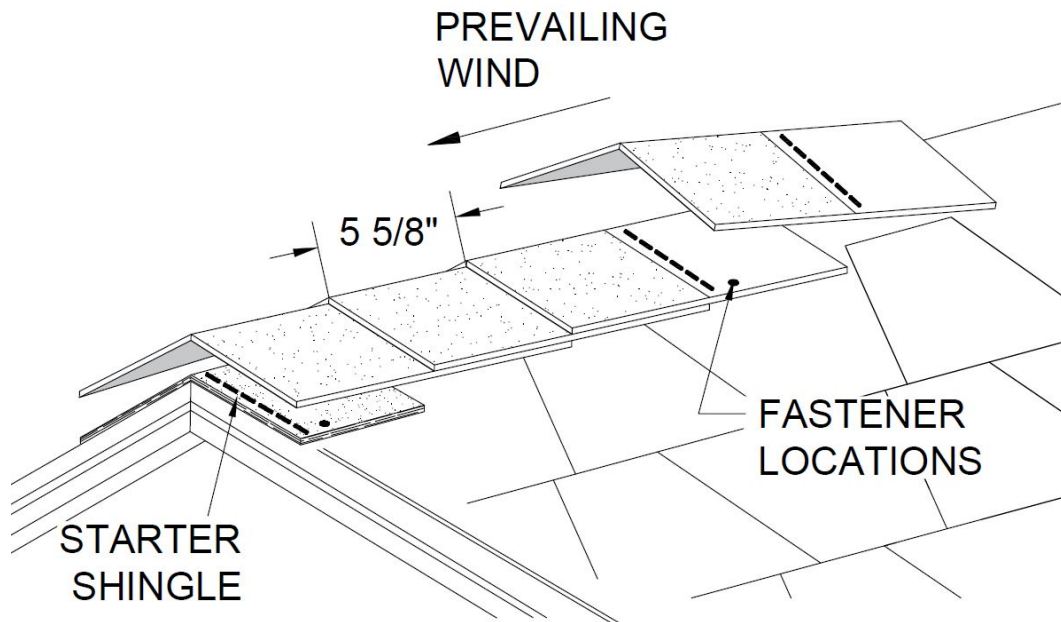 PREVAILING
WIND
5 5/8"
FASTENER
LOCATIONS
STARTER
SHINGLE